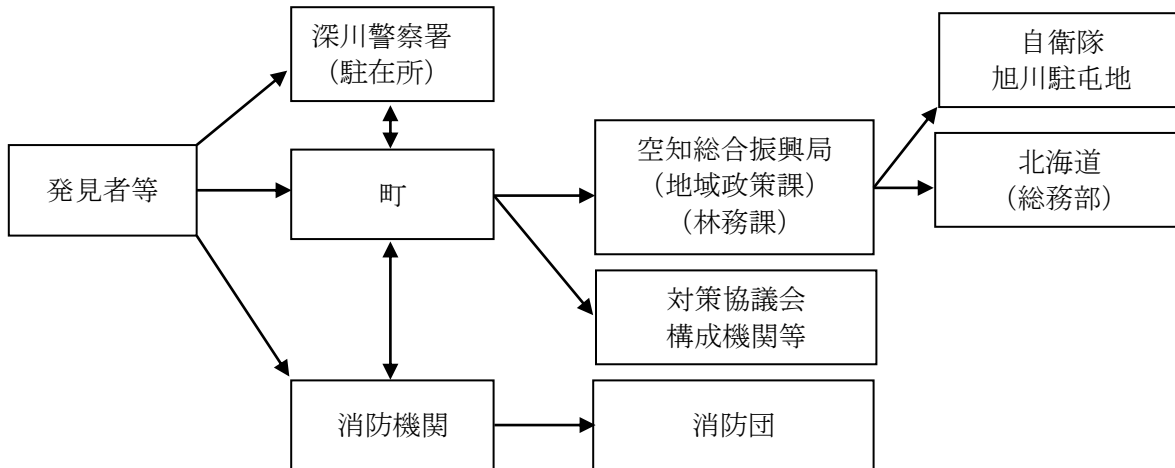 深川警察署
（駐在所）
自衛隊
旭川駐屯地
発見者等
町
空知総合振興局
（地域政策課）
（林務課）
北海道
（総務部）
対策協議会
構成機関等
消防機関
消防団